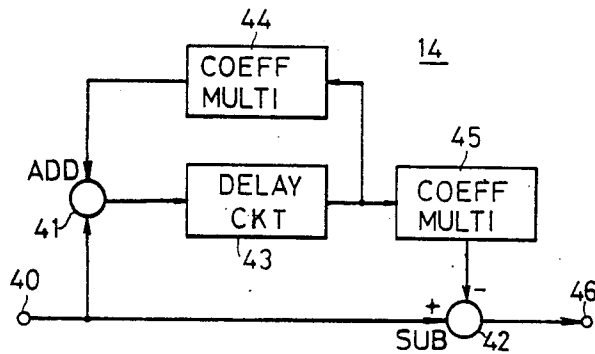 44
14
COEFF
MULTI
45
ADD
DELAY
CKT
COEFF
MULTI
41
43
40
+
-
46
SUB
42